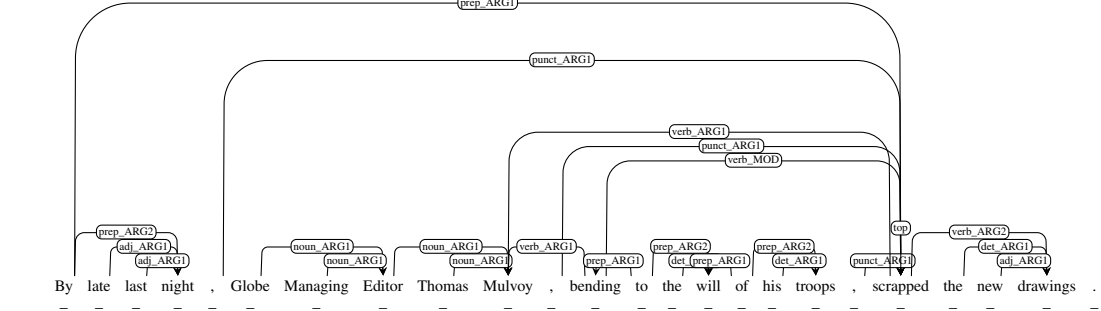 prep_ARG1
punct_ARG1
verb_ARG1
punct_ARG1
verb_MOD
top
prep_ARG2 verb_ARG2
adj_ARG1 noun_ARG1 noun_ARG1 verb_ARG1 prep_ARG2 prep_ARG2 det_ARG1
adj_ARG1 noun_ARG1 noun_ARG1 prep_ARG1 det_ prep_ARG1 det_ARG1 punct_ARG1 adj_ARG1
By late last night , Globe Managing Editor Thomas Mulvoy , bending to the will of his troops , scrapped the new drawings .